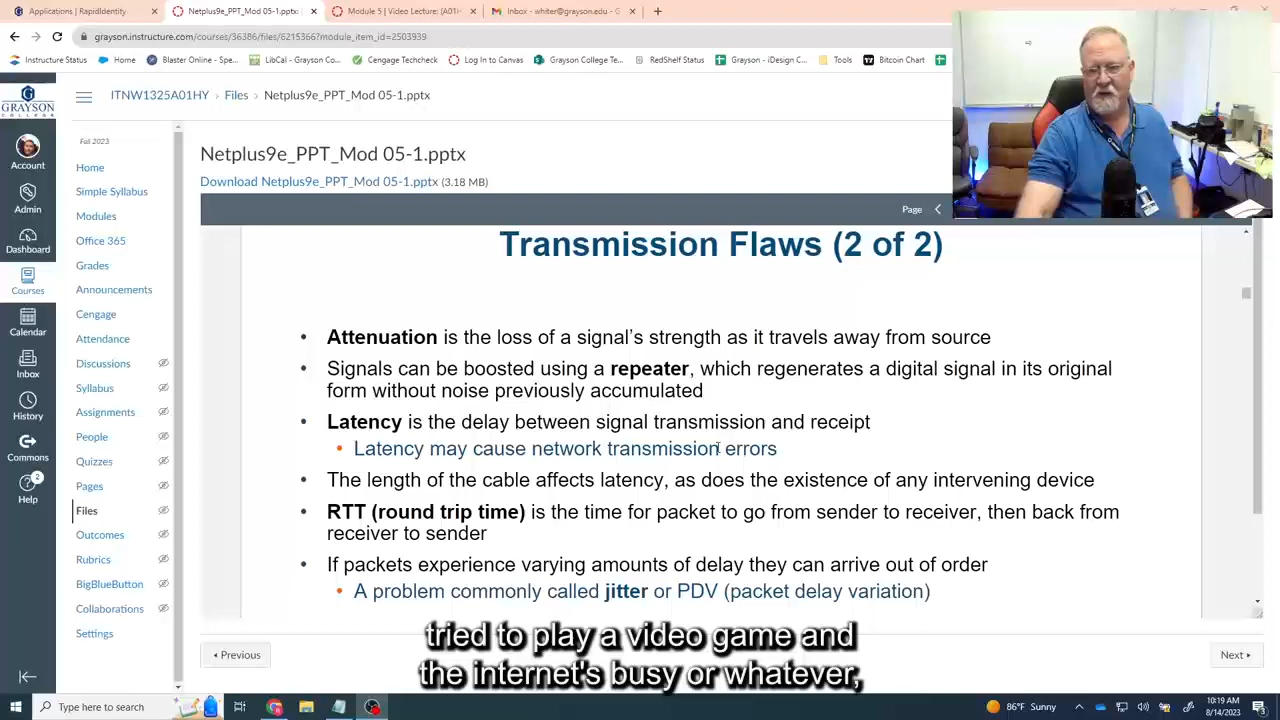 Applications | RapidIdentity
Netplus9e_PPT_Mod 05-1.pptx
Module 5 | Video Lecture: [A01H
Inbox - whiter@grayson.edu - G
grayson.instructure.com/courses/36386/files/6215366?module_item_id=2503939
Instructure Status
Home
Blaster Online - Spe...
LibCal - Grayson Co...
Cengage Techcheck
Log In to Canvas
Grayson College Te...
RedShelf Status
Grayson - iDesign C...
Tools
Bitcoin Chart
GRAYSON
COLLEGE
Account
Admin
Dashboard
Courses
Calendar
Inbox
History
Commons
2
Help
ITNW1325A01HY > Files > Netplus9e_PPT_Mod 05-1.pptx
Fall 2023
Home
Simple Syllabus
Modules
Office 365
Grades
Announcements
Cengage
Attendance
Discussions
Syllabus
Assignments
People
Quizzes
Pages
Files
Outcomes
Rubrics
BigBlueButton
Collaborations
Settings
Netplus9e_PPT_Mod 05-1.pptx
Download Netplus9e_PPT_Mod 05-1.pptx (3.18 MB)
Page
Transmission Flaws (2 of 2)
• Attenuation is the loss of a signal's strength as it travels away from source
• Signals can be boosted using a repeater, which regenerates a digital signal in its original
form without noise previously accumulated
• Latency is the delay between signal transmission and receipt
• Latency may cause network transmission errors
• The length of the cable affects latency, as does the existence of any intervening device
• RTT (round trip time) is the time for packet to go from sender to receiver, then back from
receiver to sender
• If packets experience varying amounts of delay they can arrive out of order
• A problem commonly called jitter or PDV (packet delay variation)
tried to play a video game and
the internet's busy or whatever,
Previous
Next
Type here to search
86°F Sunny
10:19 AM
8/14/2023